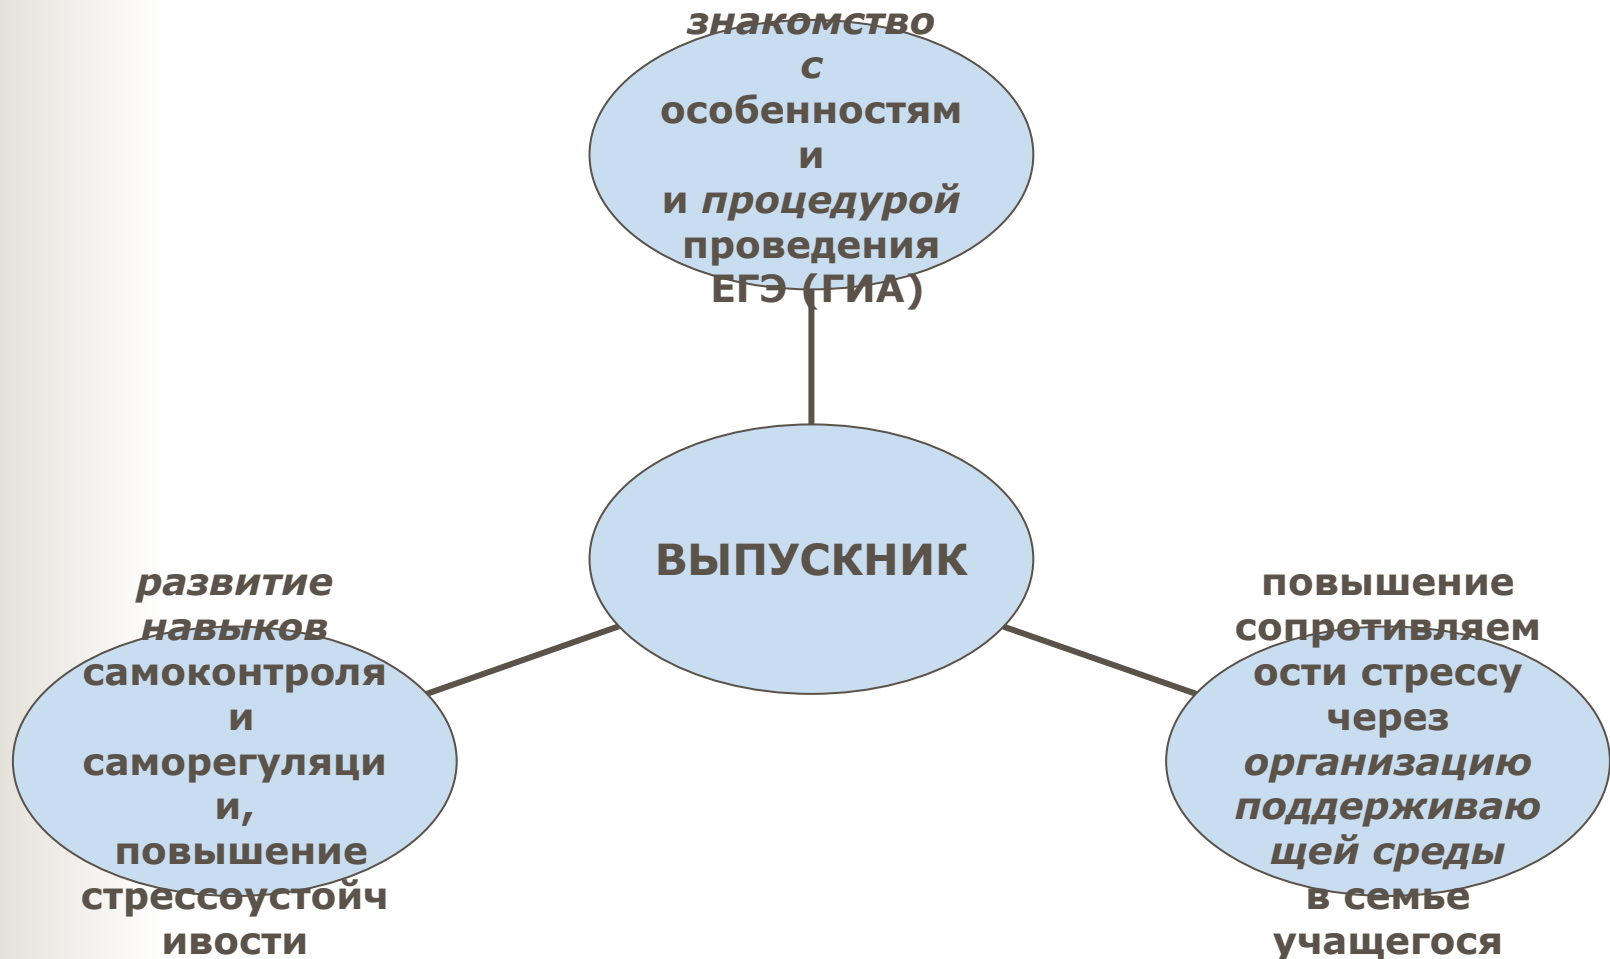 знакомство
с
особенностям
и
и процедурой
проведения
ЕГЭ (ГИА)
ВЫПУСКНИК
развитие
навыков
самоконтроля
и
саморегуляци
и,
повышение
стрессоустойч
ивости
повышение
сопротивляем
ости стрессу
через
организацию
поддерживаю
щей среды
в семье
учащегося